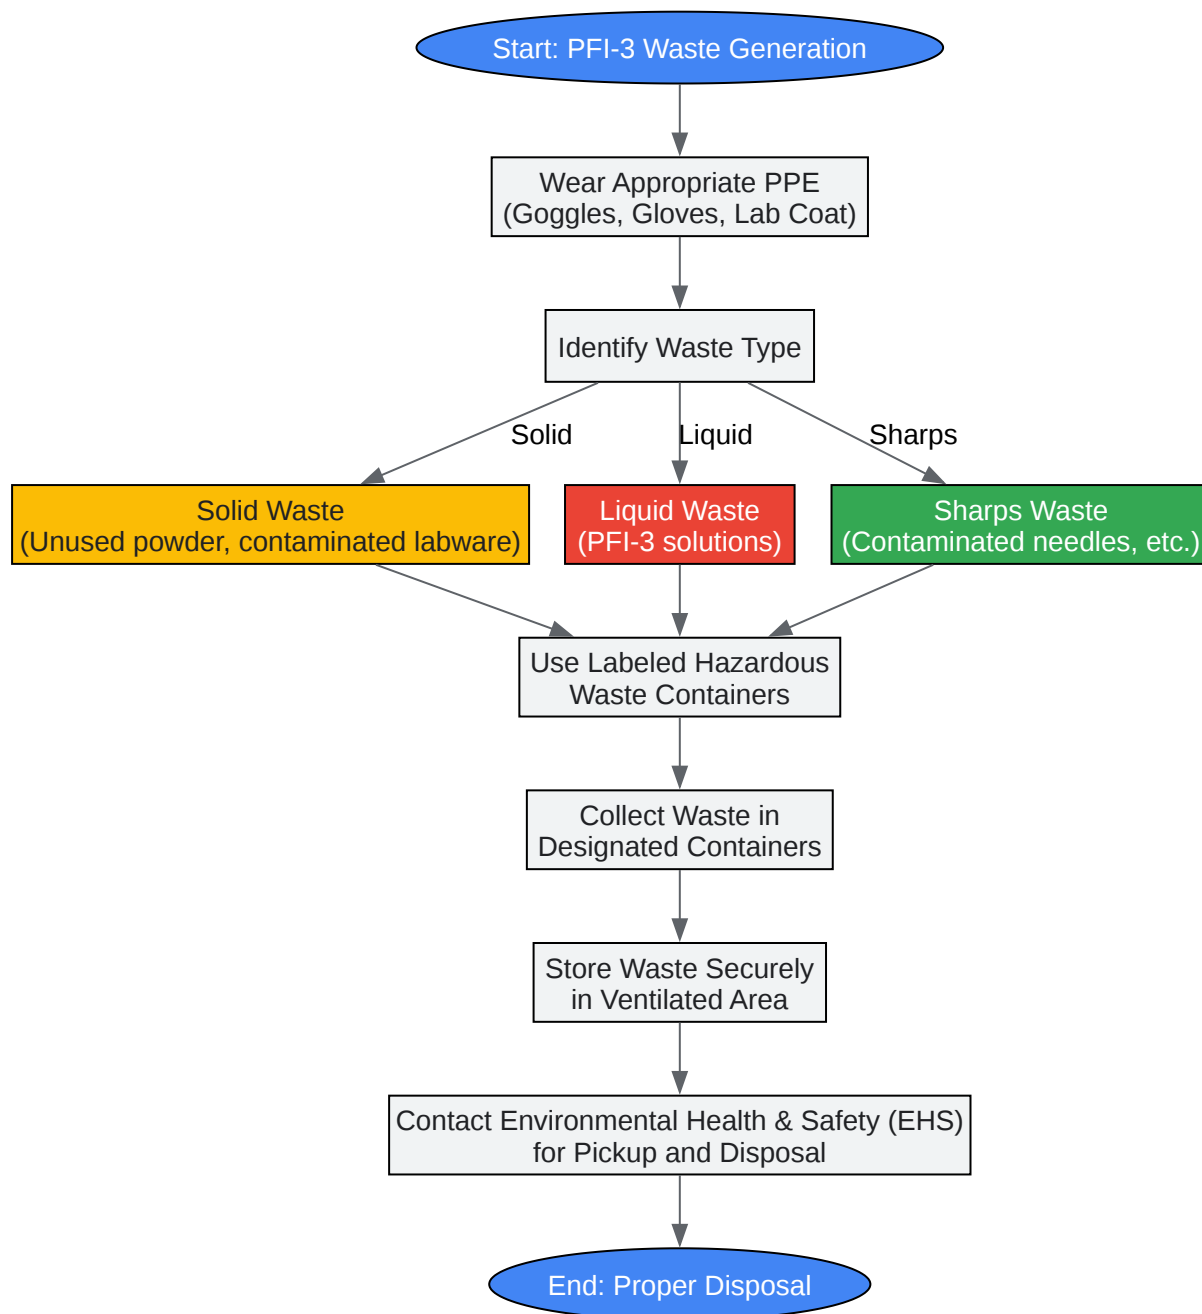 Start: PFI-3 Waste Generation
Wear Appropriate PPE
(Goggles, Gloves, Lab Coat)
Identify Waste Type
Solid
Liquid
Sharps
Solid Waste
(Unused powder, contaminated labware)
Liquid Waste
(PFI-3 solutions)
Sharps Waste
(Contaminated needles, etc.)
Use Labeled Hazardous
Waste Containers
Collect Waste in
Designated Containers
Store Waste Securely
in Ventilated Area
Contact Environmental Health & Safety (EHS)
for Pickup and Disposal
End: Proper Disposal